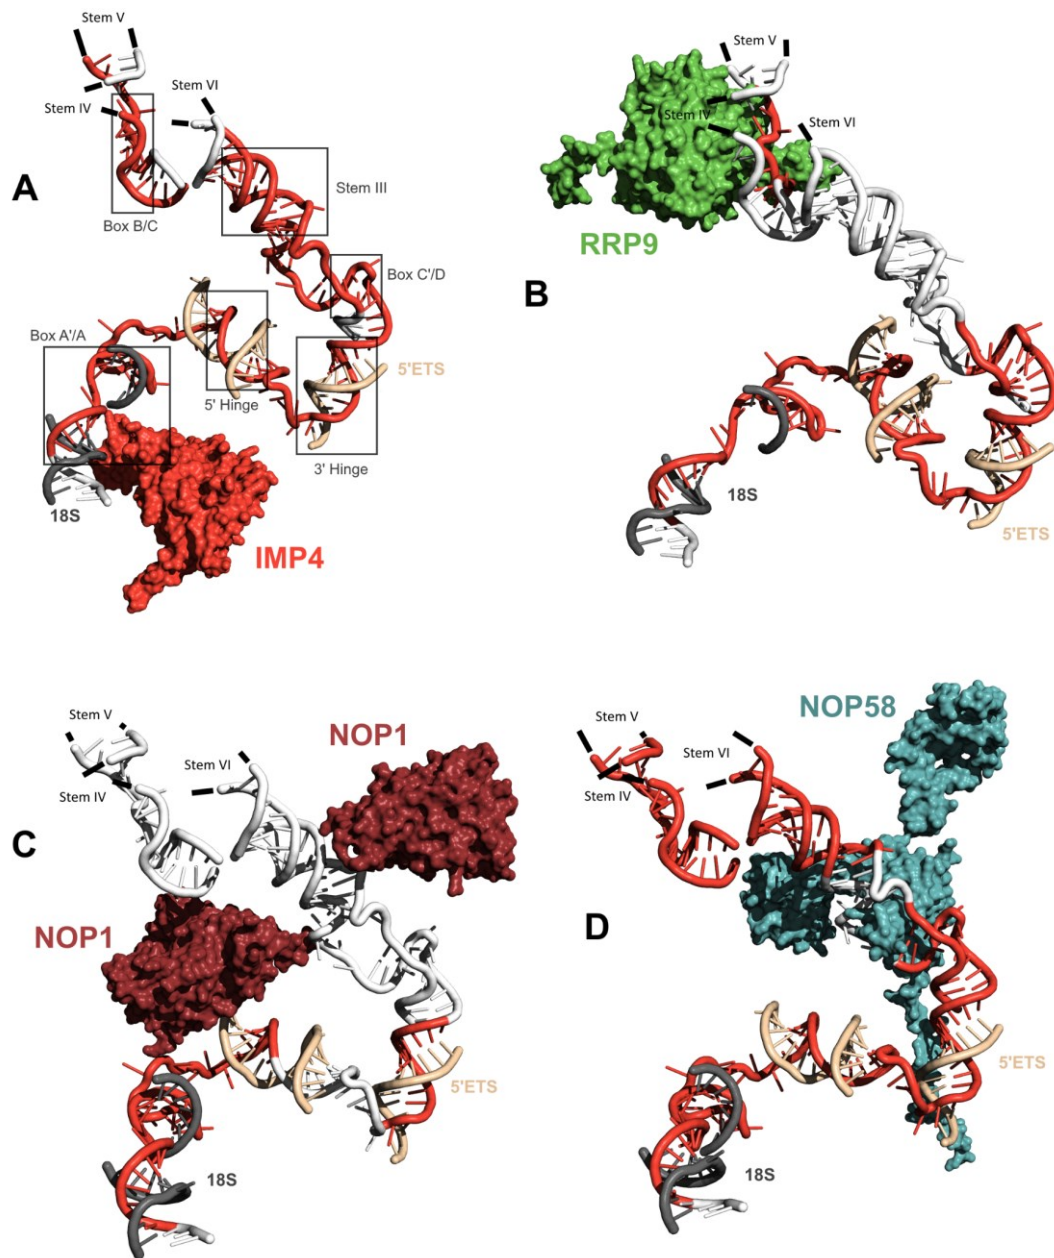 Stem V
Stem IV
Stem VI
A
Box B/C
Stem III
Box C'/D
Box A'/A
5' Hinge
5'ETS
3' Hinge
18S
IMP4
Stem V
Stem IV
Stem VI
RRP9
B
18S
5'ETS
Stem V
Stem VI
Stem IV
NOP1
C
NOP1
5'ETS
18S
NOP58
Stem V
Stem VI
Stem IV
D
5'ETS
18S